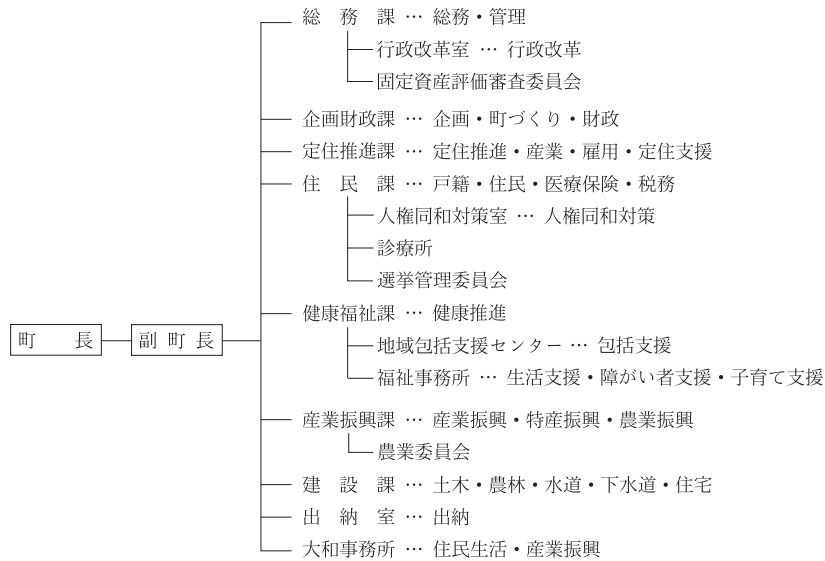 総務課 … 総務・管理
行政改革室 … 行政改革
固定資産評価審査委員会
企画財政課 … 企画・町づくり・財政
定住推進課 … 定住推進・産業・雇用・定住支援
住民課 … 戸籍・住民・医療保険・税務
人権同和対策室 … 人権同和対策
診療所
選挙管理委員会
健康福祉課 … 健康推進
町長
副町長
地域包括支援センター … 包括支援
福祉事務所 … 生活支援・障がい者支援・子育て支援
産業振興課 … 産業振興・特産振興・農業振興
農業委員会
建設課 … 土木・農林・水道・下水道・住宅
出納室 … 出納
大和事務所 … 住民生活・産業振興